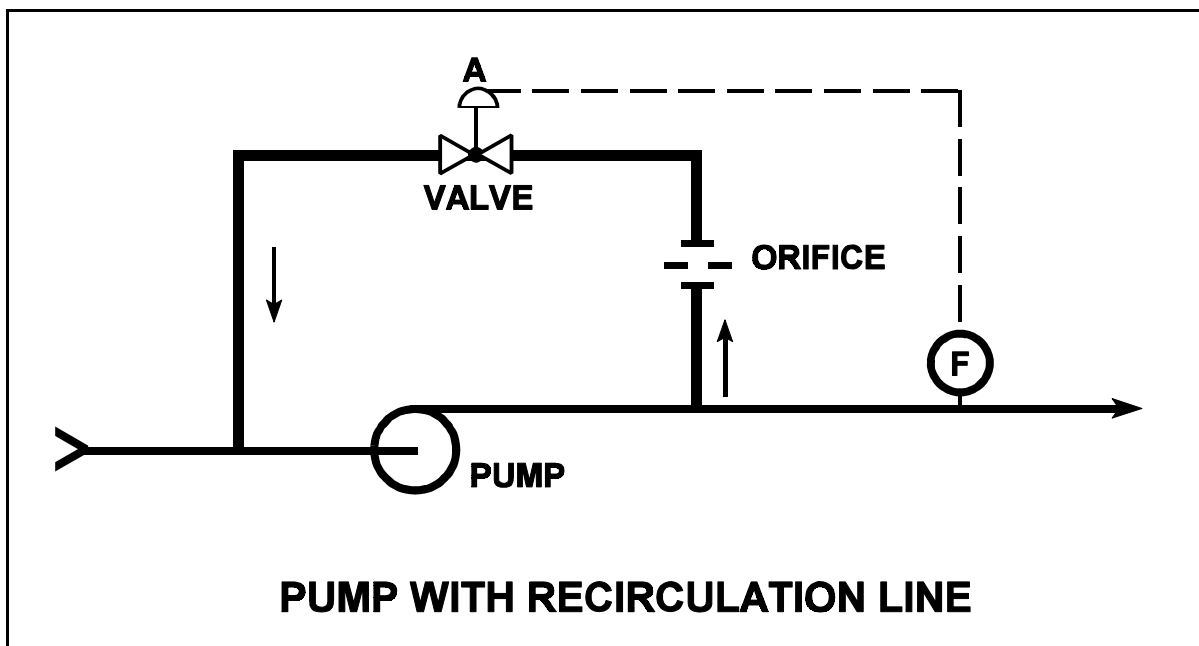 A
VALVE
ORIFICE
F
PUMP
PUMP WITH RECIRCULATION LINE